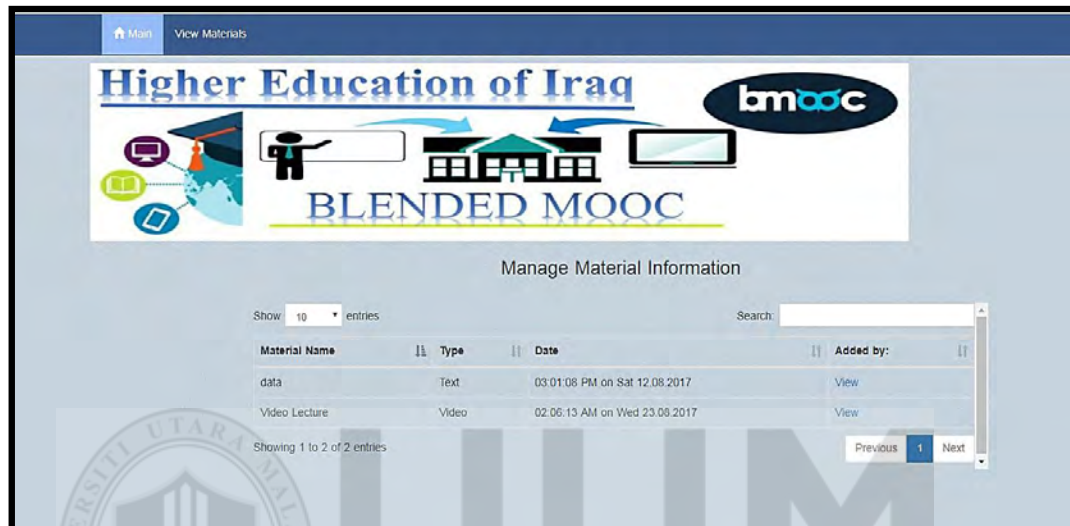 Main View Materials
Higher Education of Iraq
bmooc
BLENDED MOOC
Manage Material Information
Show 10 entries Search:
Material Name Type Date Added by:
data Text 03:01:08 PM on Sat 12.08.2017 View
Video Lecture Video 02:06:13 AM on Wed 23.08.2017 View
Showing 1 to 2 of 2 entries Previous 1 Next
UTARA
UUM